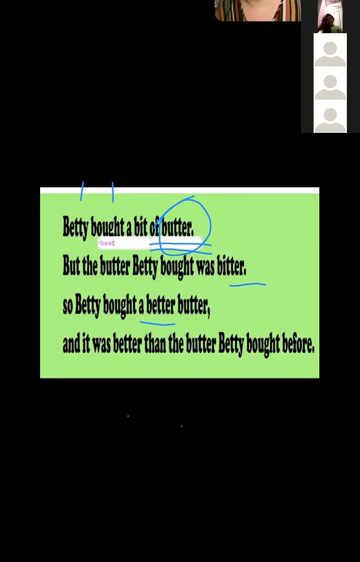 Betty bought a bit of butter.
But the butter Betty bought was bitter.
so Betty bought a better butter,
and it was better than the butter Betty bought before.